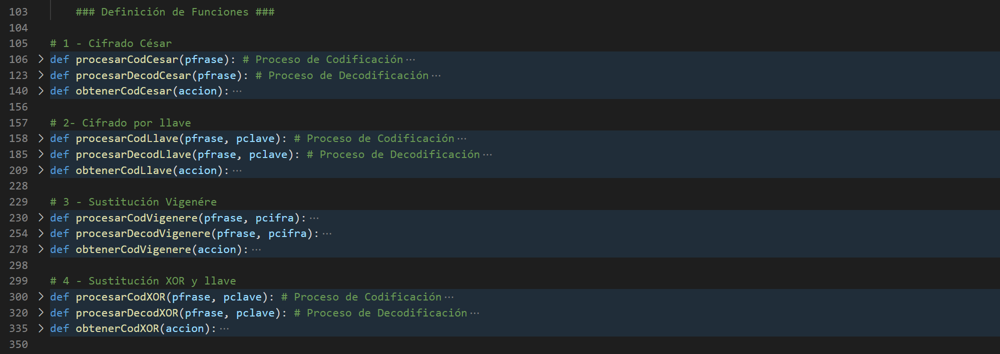 103 ### Definición de Funciones ###
104
105 # 1 - Cifrado César
106 > def procesarCodCesar(pfrase): # Proceso de Codificación···
123 > def procesarDecodCesar(pfrase): # Proceso de Decodificación···
140 > def obtenerCodCesar(accion):···
156
157 # 2- Cifrado por llave
158 > def procesarCodLlave(pfrase, pclave): # Proceso de Codificación···
185 > def procesarDecodLlave(pfrase, pclave): # Proceso de Decodificación···
209 > def obtenerCodLlave(accion):···
228
229 # 3 - Sustitución Vigenére
230 > def procesarCodVigenere(pfrase, pcifra):···
254 > def procesarDecodVigenere(pfrase, pcifra):···
278 > def obtenerCodVigenere(accion):···
298
299 # 4 - Sustitución XOR y llave
300 > def procesarCodXOR(pfrase, pclave): # Proceso de Codificación···
320 > def procesarDecodXOR(pfrase, pclave): # Proceso de Decodificación···
335 > def obtenerCodXOR(accion):···
350